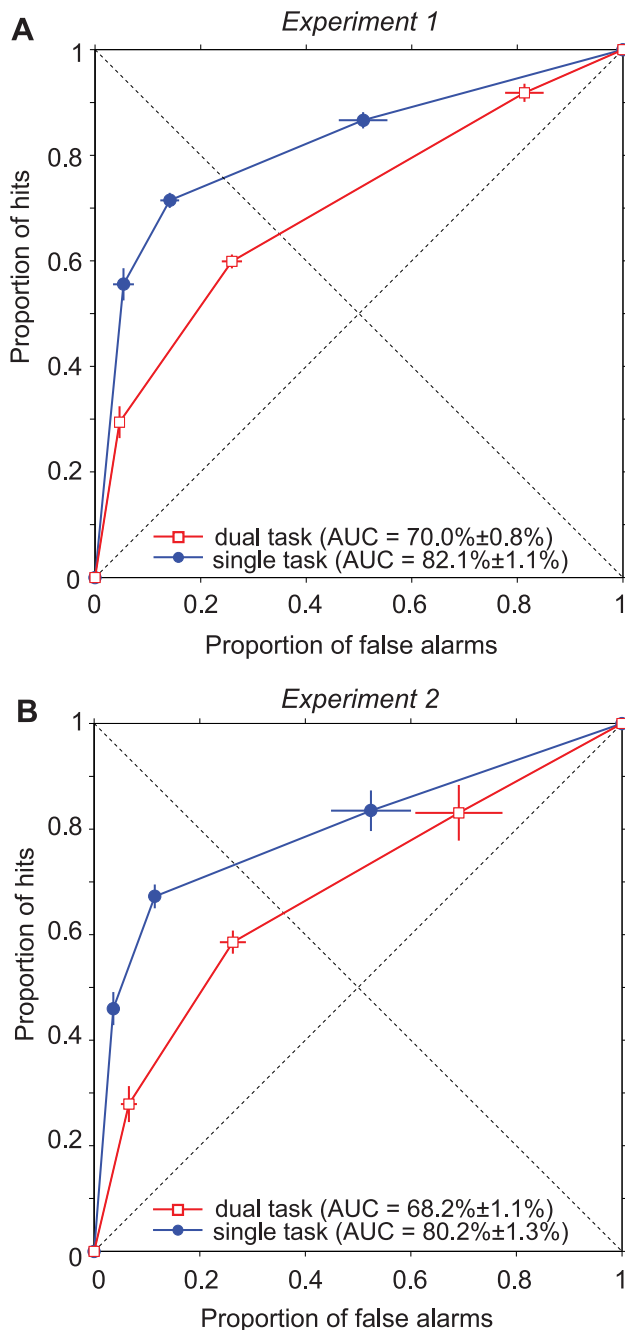 A
Experiment 1
1
0.8
0.6
0.4
0.2
0
Proportion of hits
dual task (AUC = 70.0%±0.8%)
single task (AUC = 82.1%±1.1%)
0 0.2 0.4 0.6 0.8 1
Proportion of false alarms
B
Experiment 2
1
0.8
0.6
0.4
0.2
0
Proportion of hits
dual task (AUC = 68.2%±1.1%)
single task (AUC = 80.2%±1.3%)
0 0.2 0.4 0.6 0.8 1
Proportion of false alarms